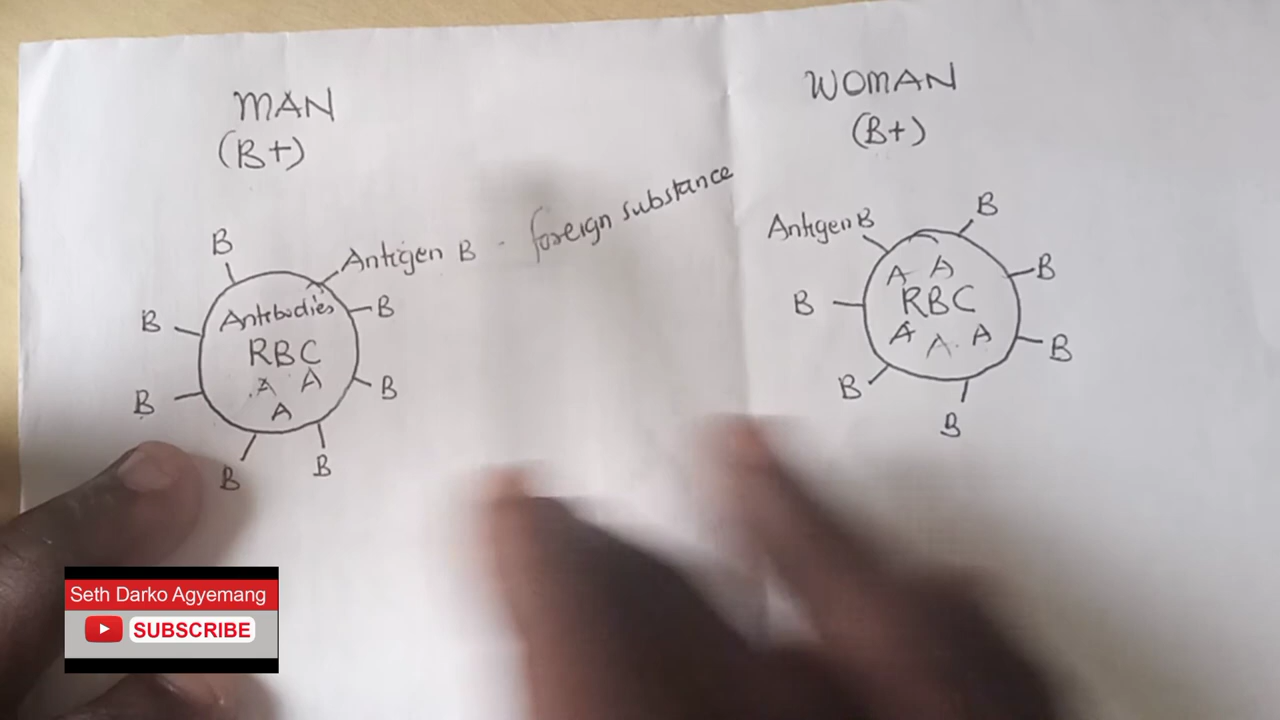 MAN
(B+)
B
Antigen B - foreign substance
B
B
Antibodies
RBC
A A
A
B
B
B
B
WOMAN
(B+)
Antigen B
B
B
B
A A
RBC
A A A
B
B
B
Seth Darko Agyemang
SUBSCRIBE